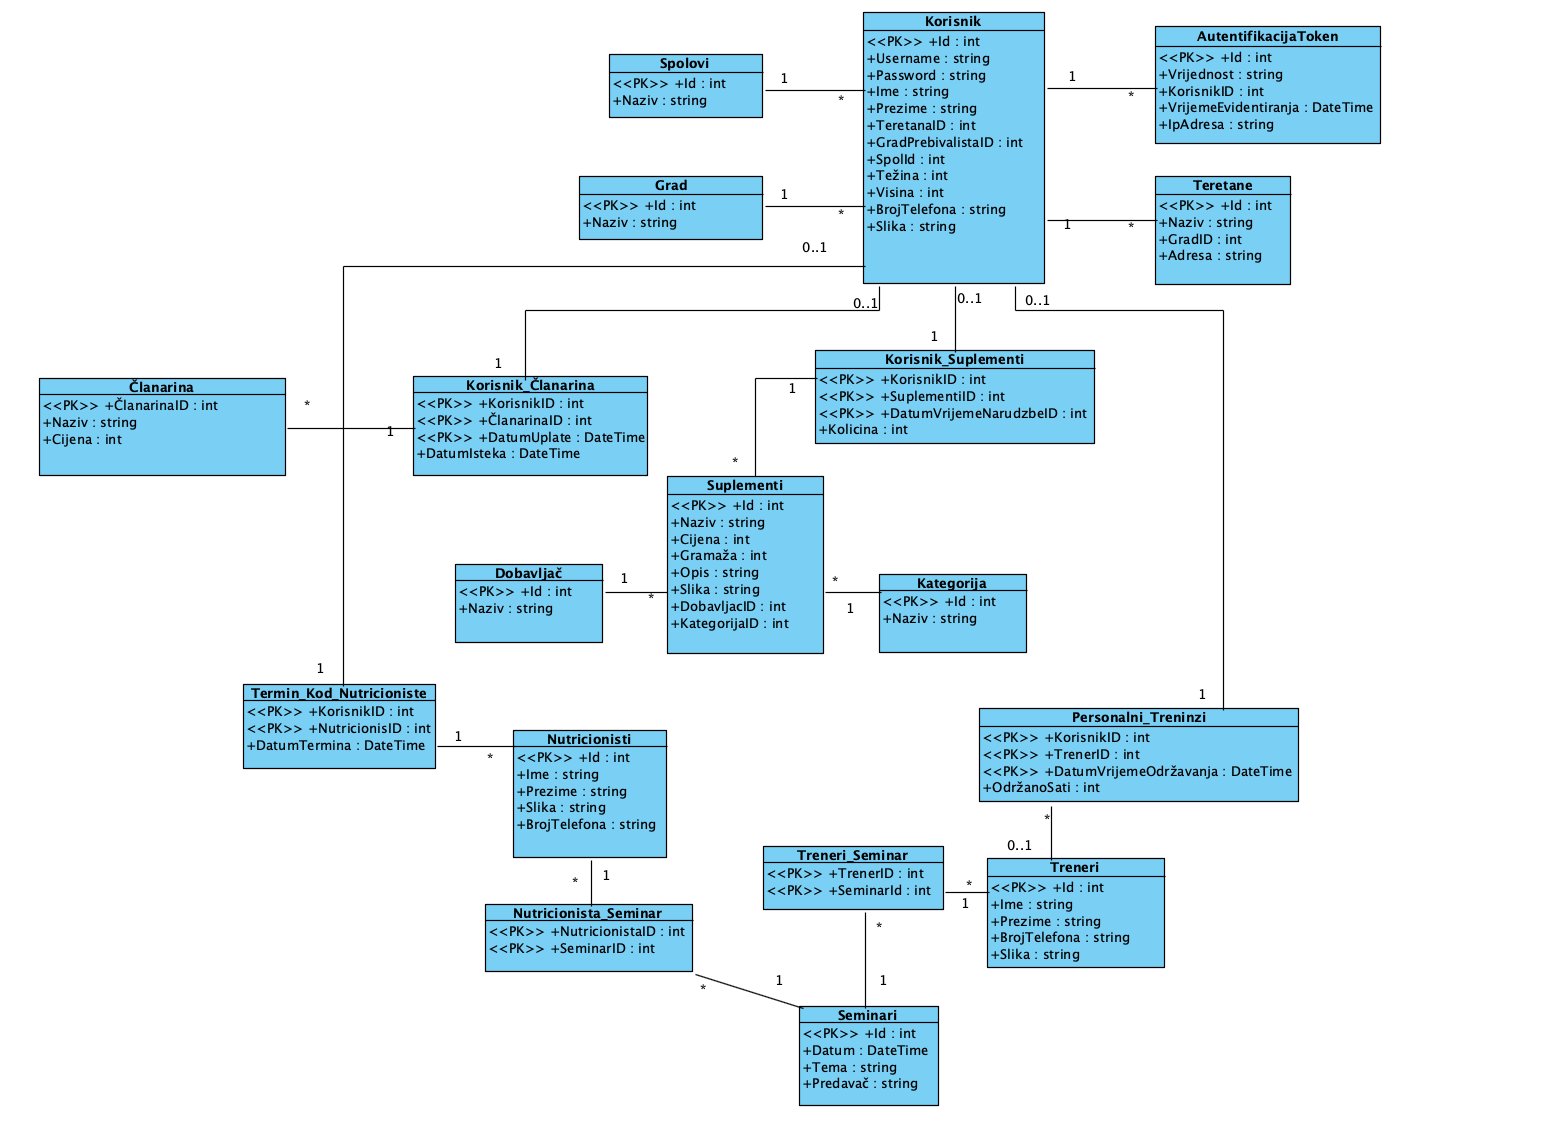 Korisnik
<<PK>> +Id : int
+Username : string
+Password : string
+Ime : string
+Prezime : string
+TeretanaID : int
+GradPrebivalistaID : int
+SpolId : int
+Težina : int
+Visina : int
+BrojTelefona : string
+Slika : string
AutentifikacijaToken
<<PK>> +Id : int
+Vrijednost : string
+KorisnikID : int
+VrijemeEvidentiranja : DateTime
+IpAdresa : string
Spolovi
<<PK>> +Id : int
+Naziv : string
1
*
1
*
Grad
<<PK>> +Id : int
+Naziv : string
1
*
Teretane
<<PK>> +Id : int
+Naziv : string
+GradID : int
+Adresa : string
1
*
0..1
0..1
0..1
0..1
1
1
Članarina
<<PK>> +ČlanarinaID : int
+Naziv : string
+Cijena : int
*
1
Korisnik_Članarina
<<PK>> +KorisnikID : int
<<PK>> +ČlanarinaID : int
<<PK>> +DatumUplate : DateTime
+DatumIsteka : DateTime
Korisnik_Suplementi
<<PK>> +KorisnikID : int
<<PK>> +SuplementiID : int
<<PK>> +DatumVrijemeNarudzbeID : int
+Kolicina : int
1
*
Suplementi
<<PK>> +Id : int
+Naziv : string
+Cijena : int
+Gramaža : int
+Opis : string
+Slika : string
+DobavljacID : int
+KategorijaID : int
Dobavljač
<<PK>> +Id : int
+Naziv : string
1
*
*
1
Kategorija
<<PK>> +Id : int
+Naziv : string
1
1
Termin_Kod_Nutricioniste
<<PK>> +KorisnikID : int
<<PK>> +NutricionisID : int
+DatumTermina : DateTime
1
*
Nutricionisti
<<PK>> +Id : int
+Ime : string
+Prezime : string
+Slika : string
+BrojTelefona : string
Personalni_Treninzi
<<PK>> +KorisnikID : int
<<PK>> +TrenerID : int
<<PK>> +DatumVrijemeOdržavanja : DateTime
+OdržanoSati : int
*
0..1
Treneri_Seminar
<<PK>> +TrenerID : int
<<PK>> +SeminarId : int
*
1
Treneri
<<PK>> +Id : int
+Ime : string
+Prezime : string
+BrojTelefona : string
+Slika : string
*
1
Nutricionista_Seminar
<<PK>> +NutricionistaID : int
<<PK>> +SeminarID : int
*
1
*
1
Seminari
<<PK>> +Id : int
+Datum : DateTime
+Tema : string
+Predavač : string